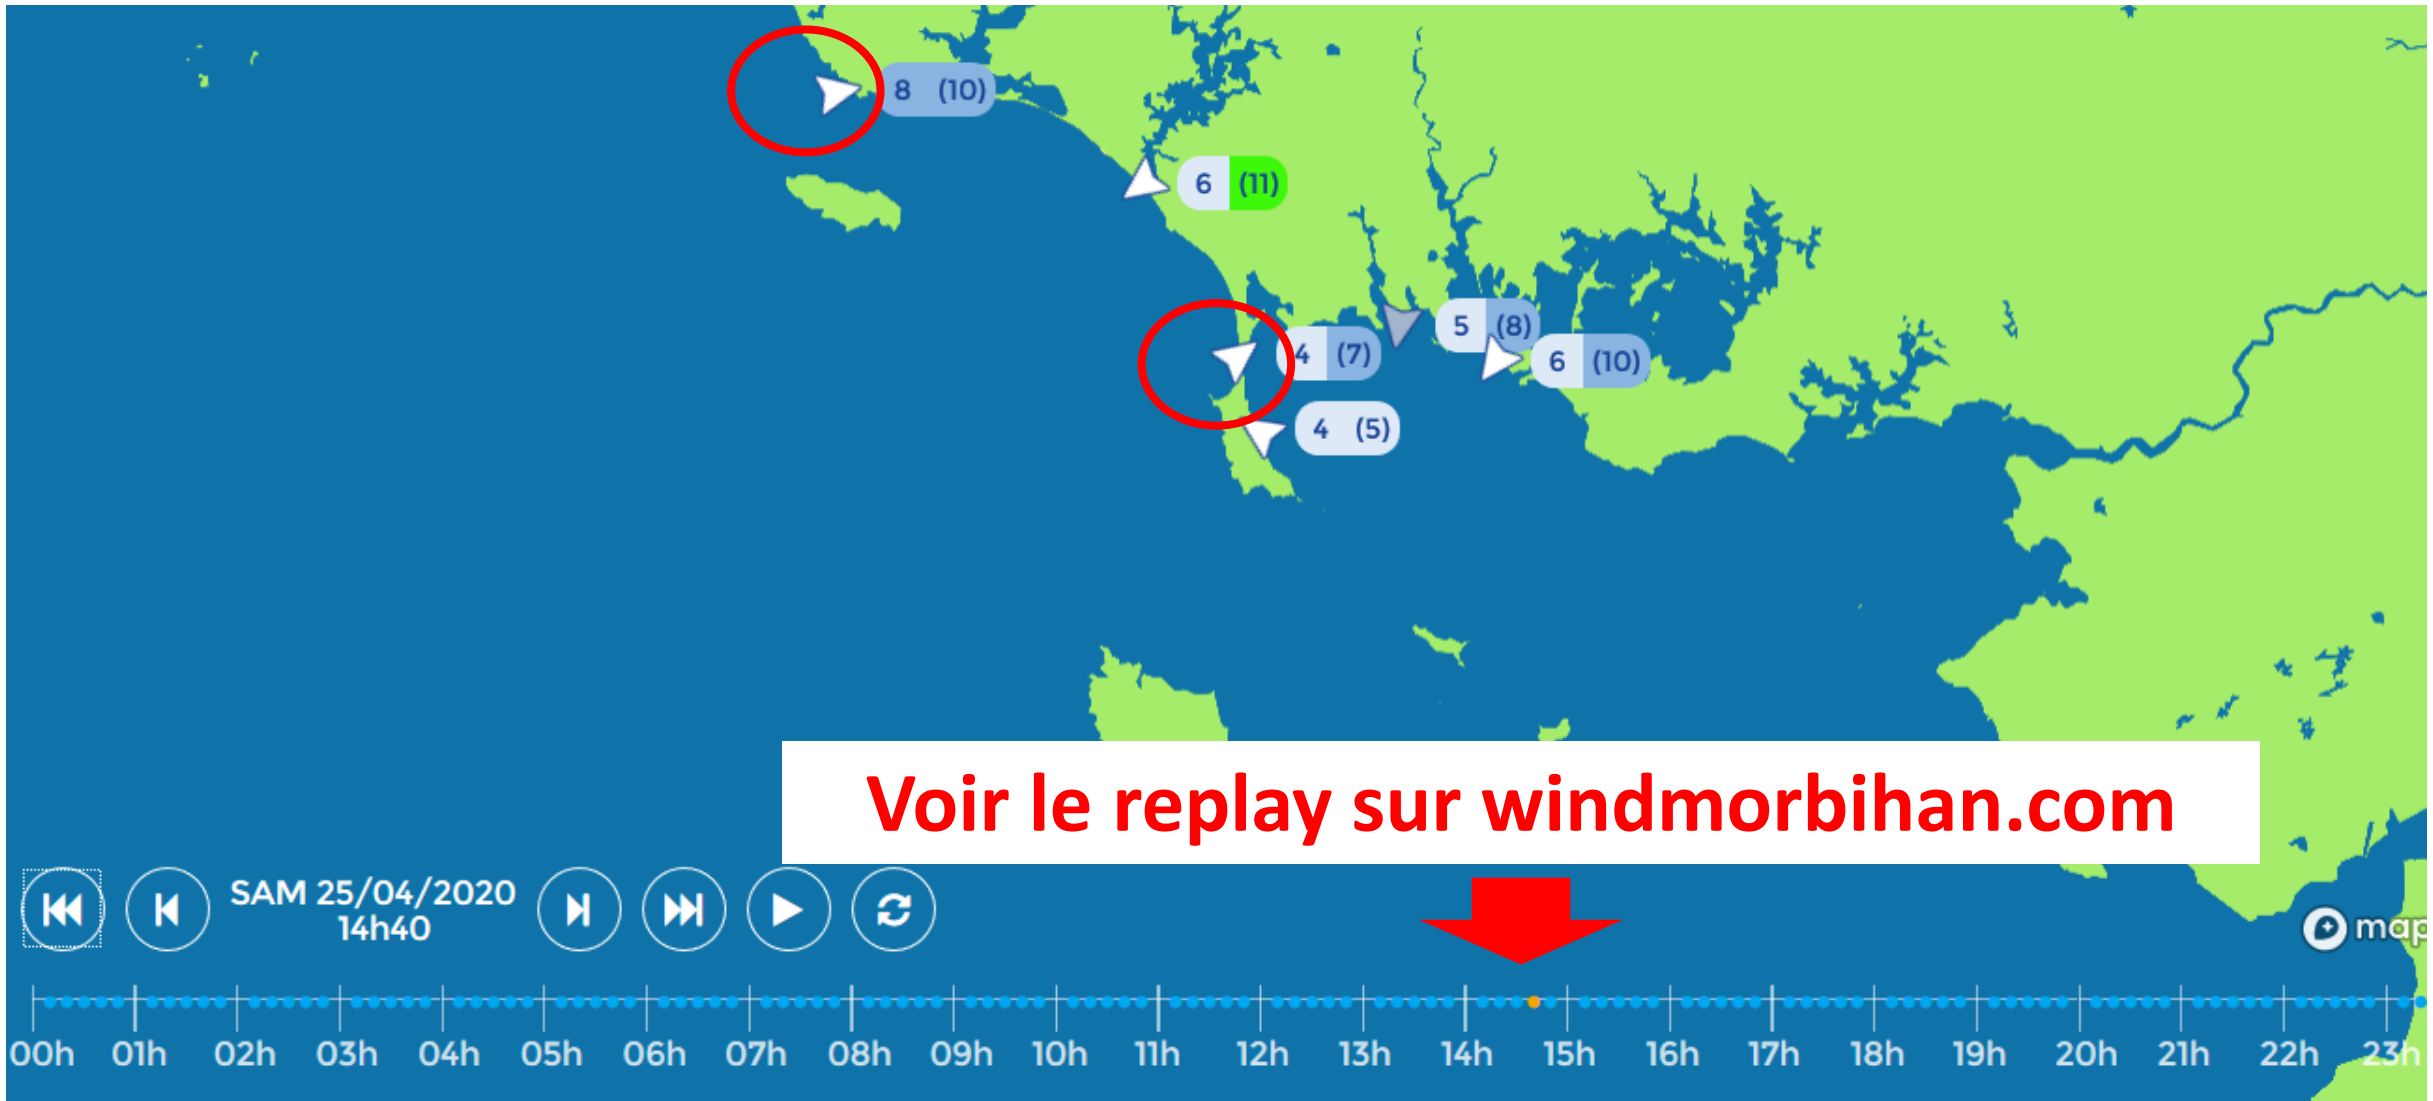 8 (10)
6 (11)
5 (8)
4 (7)
6 (10)
4 (5)
Voir le replay sur windmorbihan.com
SAM 25/04/2020
14h40
map
00h 01h 02h 03h 04h 05h 06h 07h 08h 09h 10h 11h 12h 13h 14h 15h 16h 17h 18h 19h 20h 21h 22h 23h